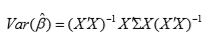 Var(β̂) = (X'X)⁻¹ X'ΣX(X'X)⁻¹